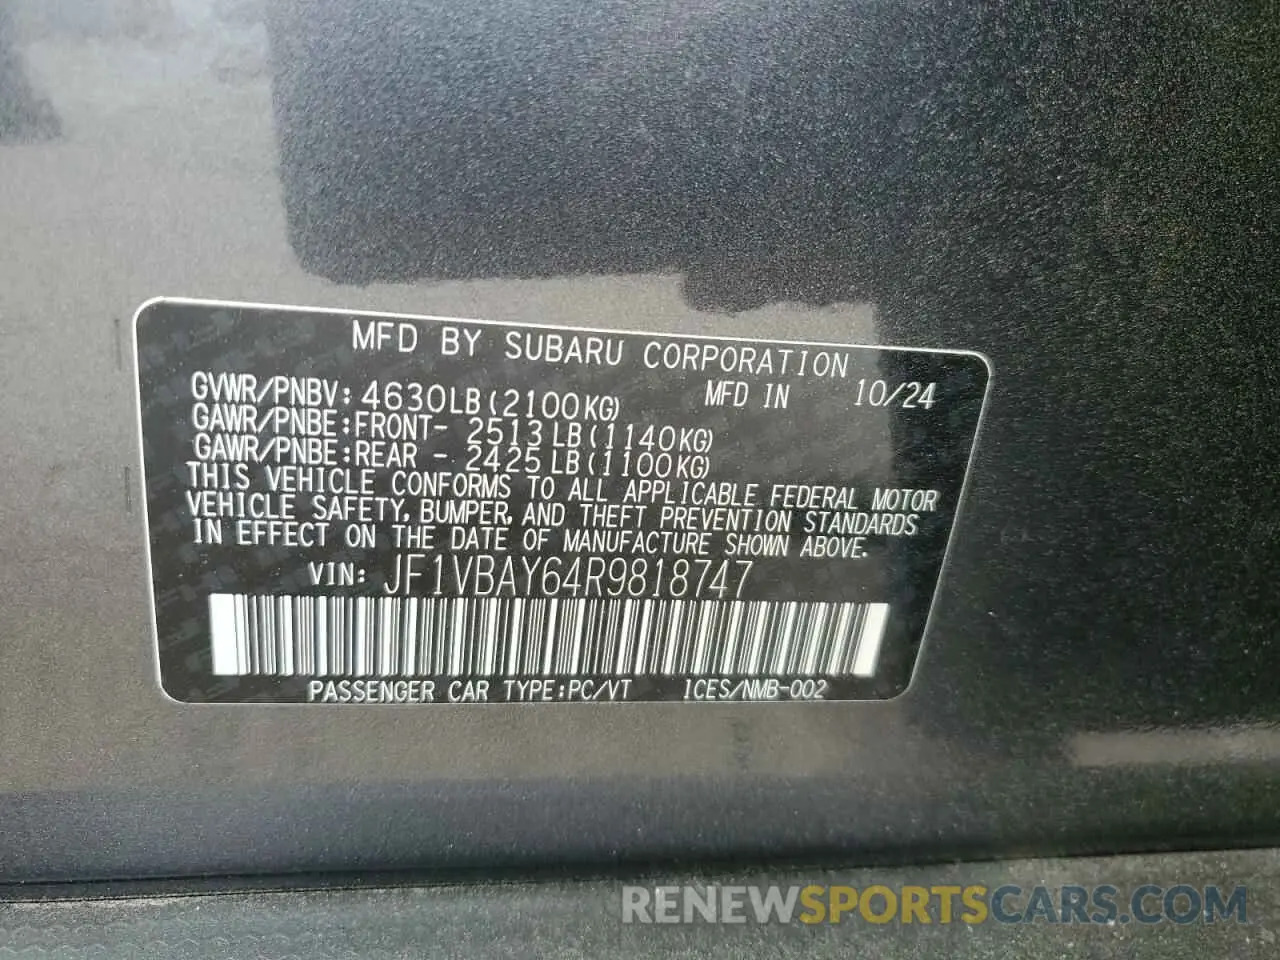 MFD BY SUBARU CORPORATION
GVWR/PNBV: 4630LB(2100KG) MFD IN 10/24
GAWR/PNBE:FRONT- 2513LB(1140KG)
GAWR/PNBE:REAR - 2425LB(1100KG)
THIS VEHICLE CONFORMS TO ALL APPLICABLE FEDERAL MOTOR
VEHICLE SAFETY, BUMPER, AND THEFT PREVENTION STANDARDS
IN EFFECT ON THE DATE OF MANUFACTURE SHOWN ABOVE.
VIN: JF1VBAY64R9818747
PASSENGER CAR TYPE:PC/VT ICES/NMB-002
RENEWSPORTSCARS.COM